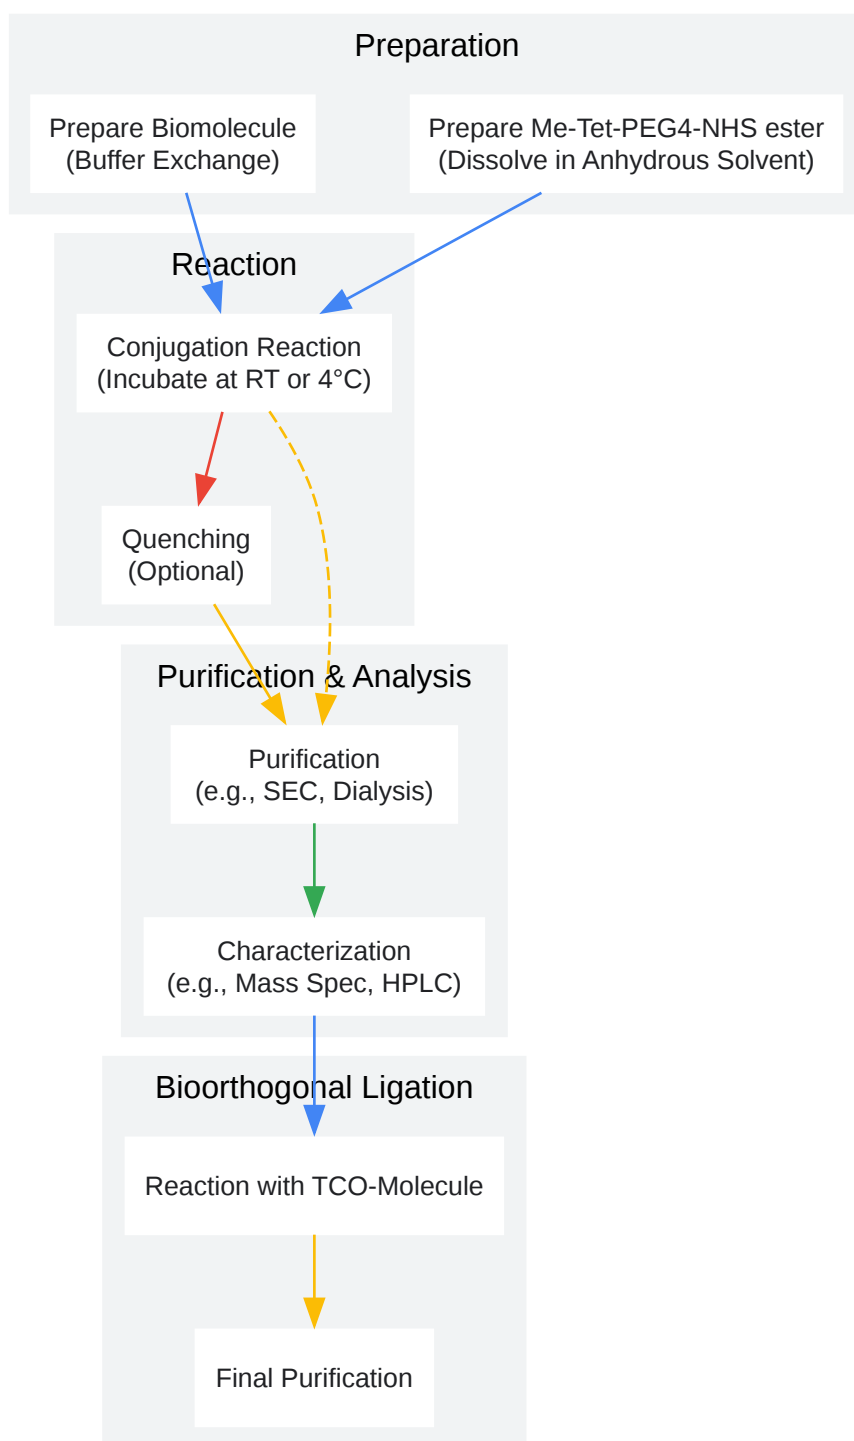 Preparation
Prepare Biomolecule
(Buffer Exchange)
Prepare Me-Tet-PEG4-NHS ester
(Dissolve in Anhydrous Solvent)
Reaction
Conjugation Reaction
(Incubate at RT or 4°C)
Quenching
(Optional)
Purification & Analysis
Purification
(e.g., SEC, Dialysis)
Characterization
(e.g., Mass Spec, HPLC)
Bioorthogonal Ligation
Reaction with TCO-Molecule
Final Purification